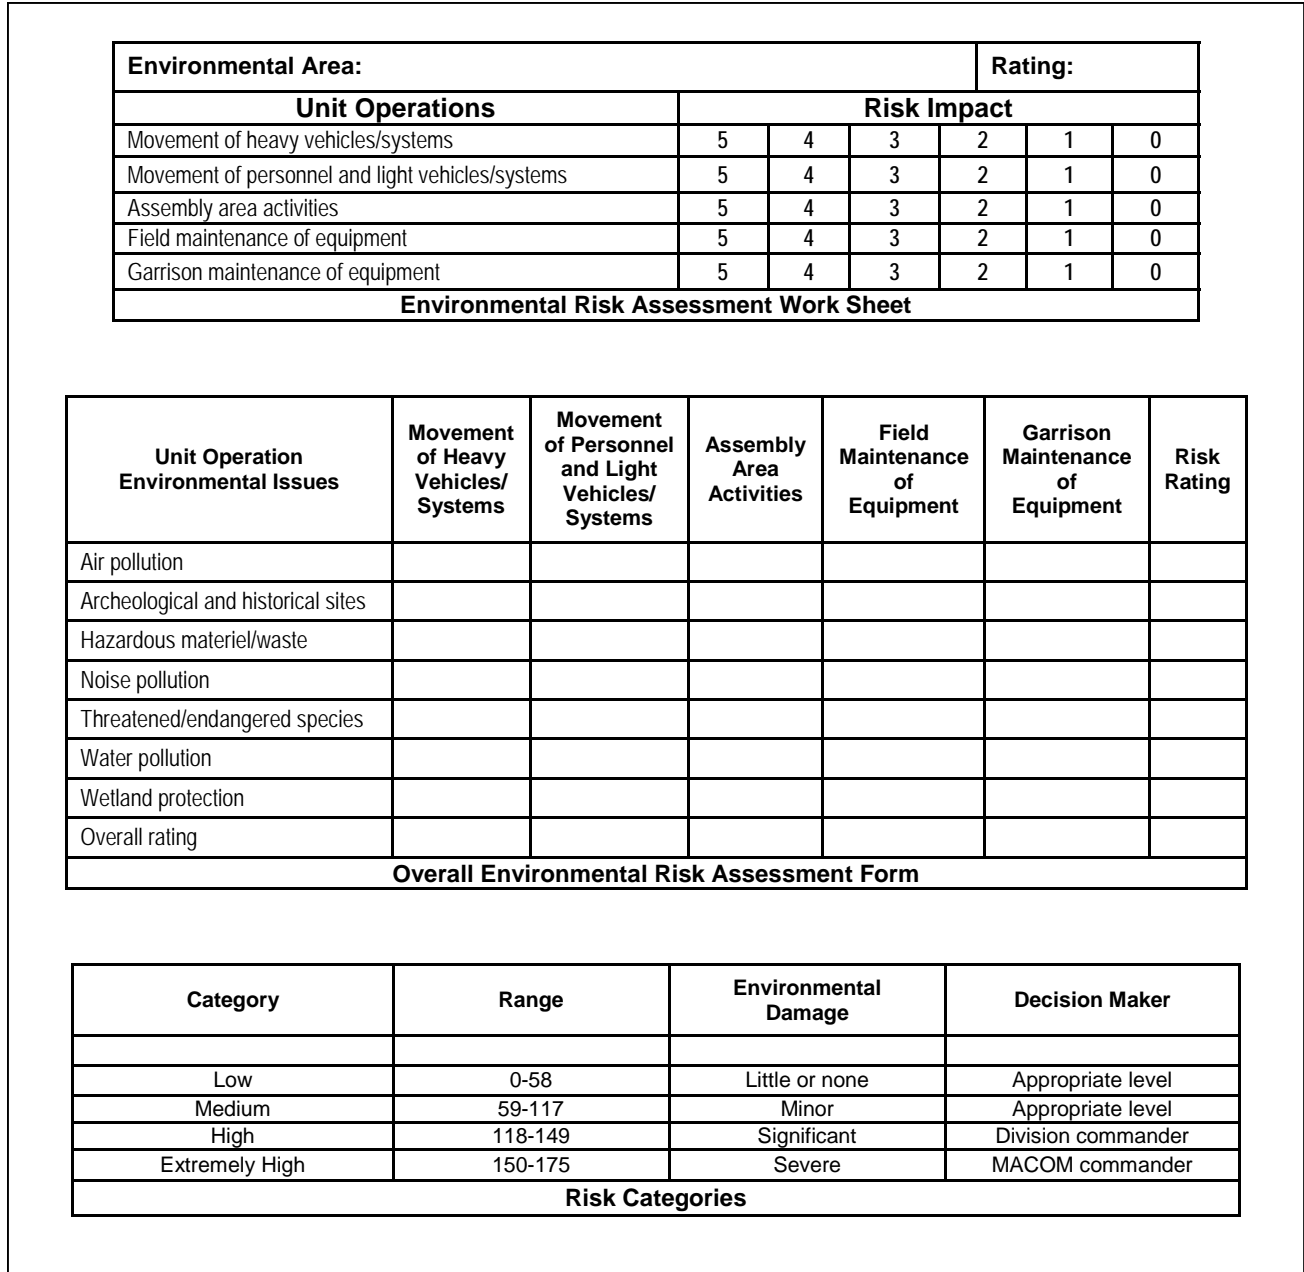 Environmental Area: Rating:
Unit Operations Risk Impact
Movement of heavy vehicles/systems 5 4 3 2 1 0
Movement of personnel and light vehicles/systems 5 4 3 2 1 0
Assembly area activities 5 4 3 2 1 0
Field maintenance of equipment 5 4 3 2 1 0
Garrison maintenance of equipment 5 4 3 2 1 0
Environmental Risk Assessment Work Sheet
Unit Operation
Environmental Issues
Movement
of Heavy
Vehicles/
Systems
Movement
of Personnel
and Light
Vehicles/
Systems
Assembly
Area
Activities
Field
Maintenance
of
Equipment
Garrison
Maintenance
of
Equipment
Risk
Rating
Air pollution
Archeological and historical sites
Hazardous materiel/waste
Noise pollution
Threatened/endangered species
Water pollution
Wetland protection
Overall rating
Overall Environmental Risk Assessment Form
Category Range Environmental Damage Decision Maker
Low 0-58 Little or none Appropriate level
Medium 59-117 Minor Appropriate level
High 118-149 Significant Division commander
Extremely High 150-175 Severe MACOM commander
Risk Categories